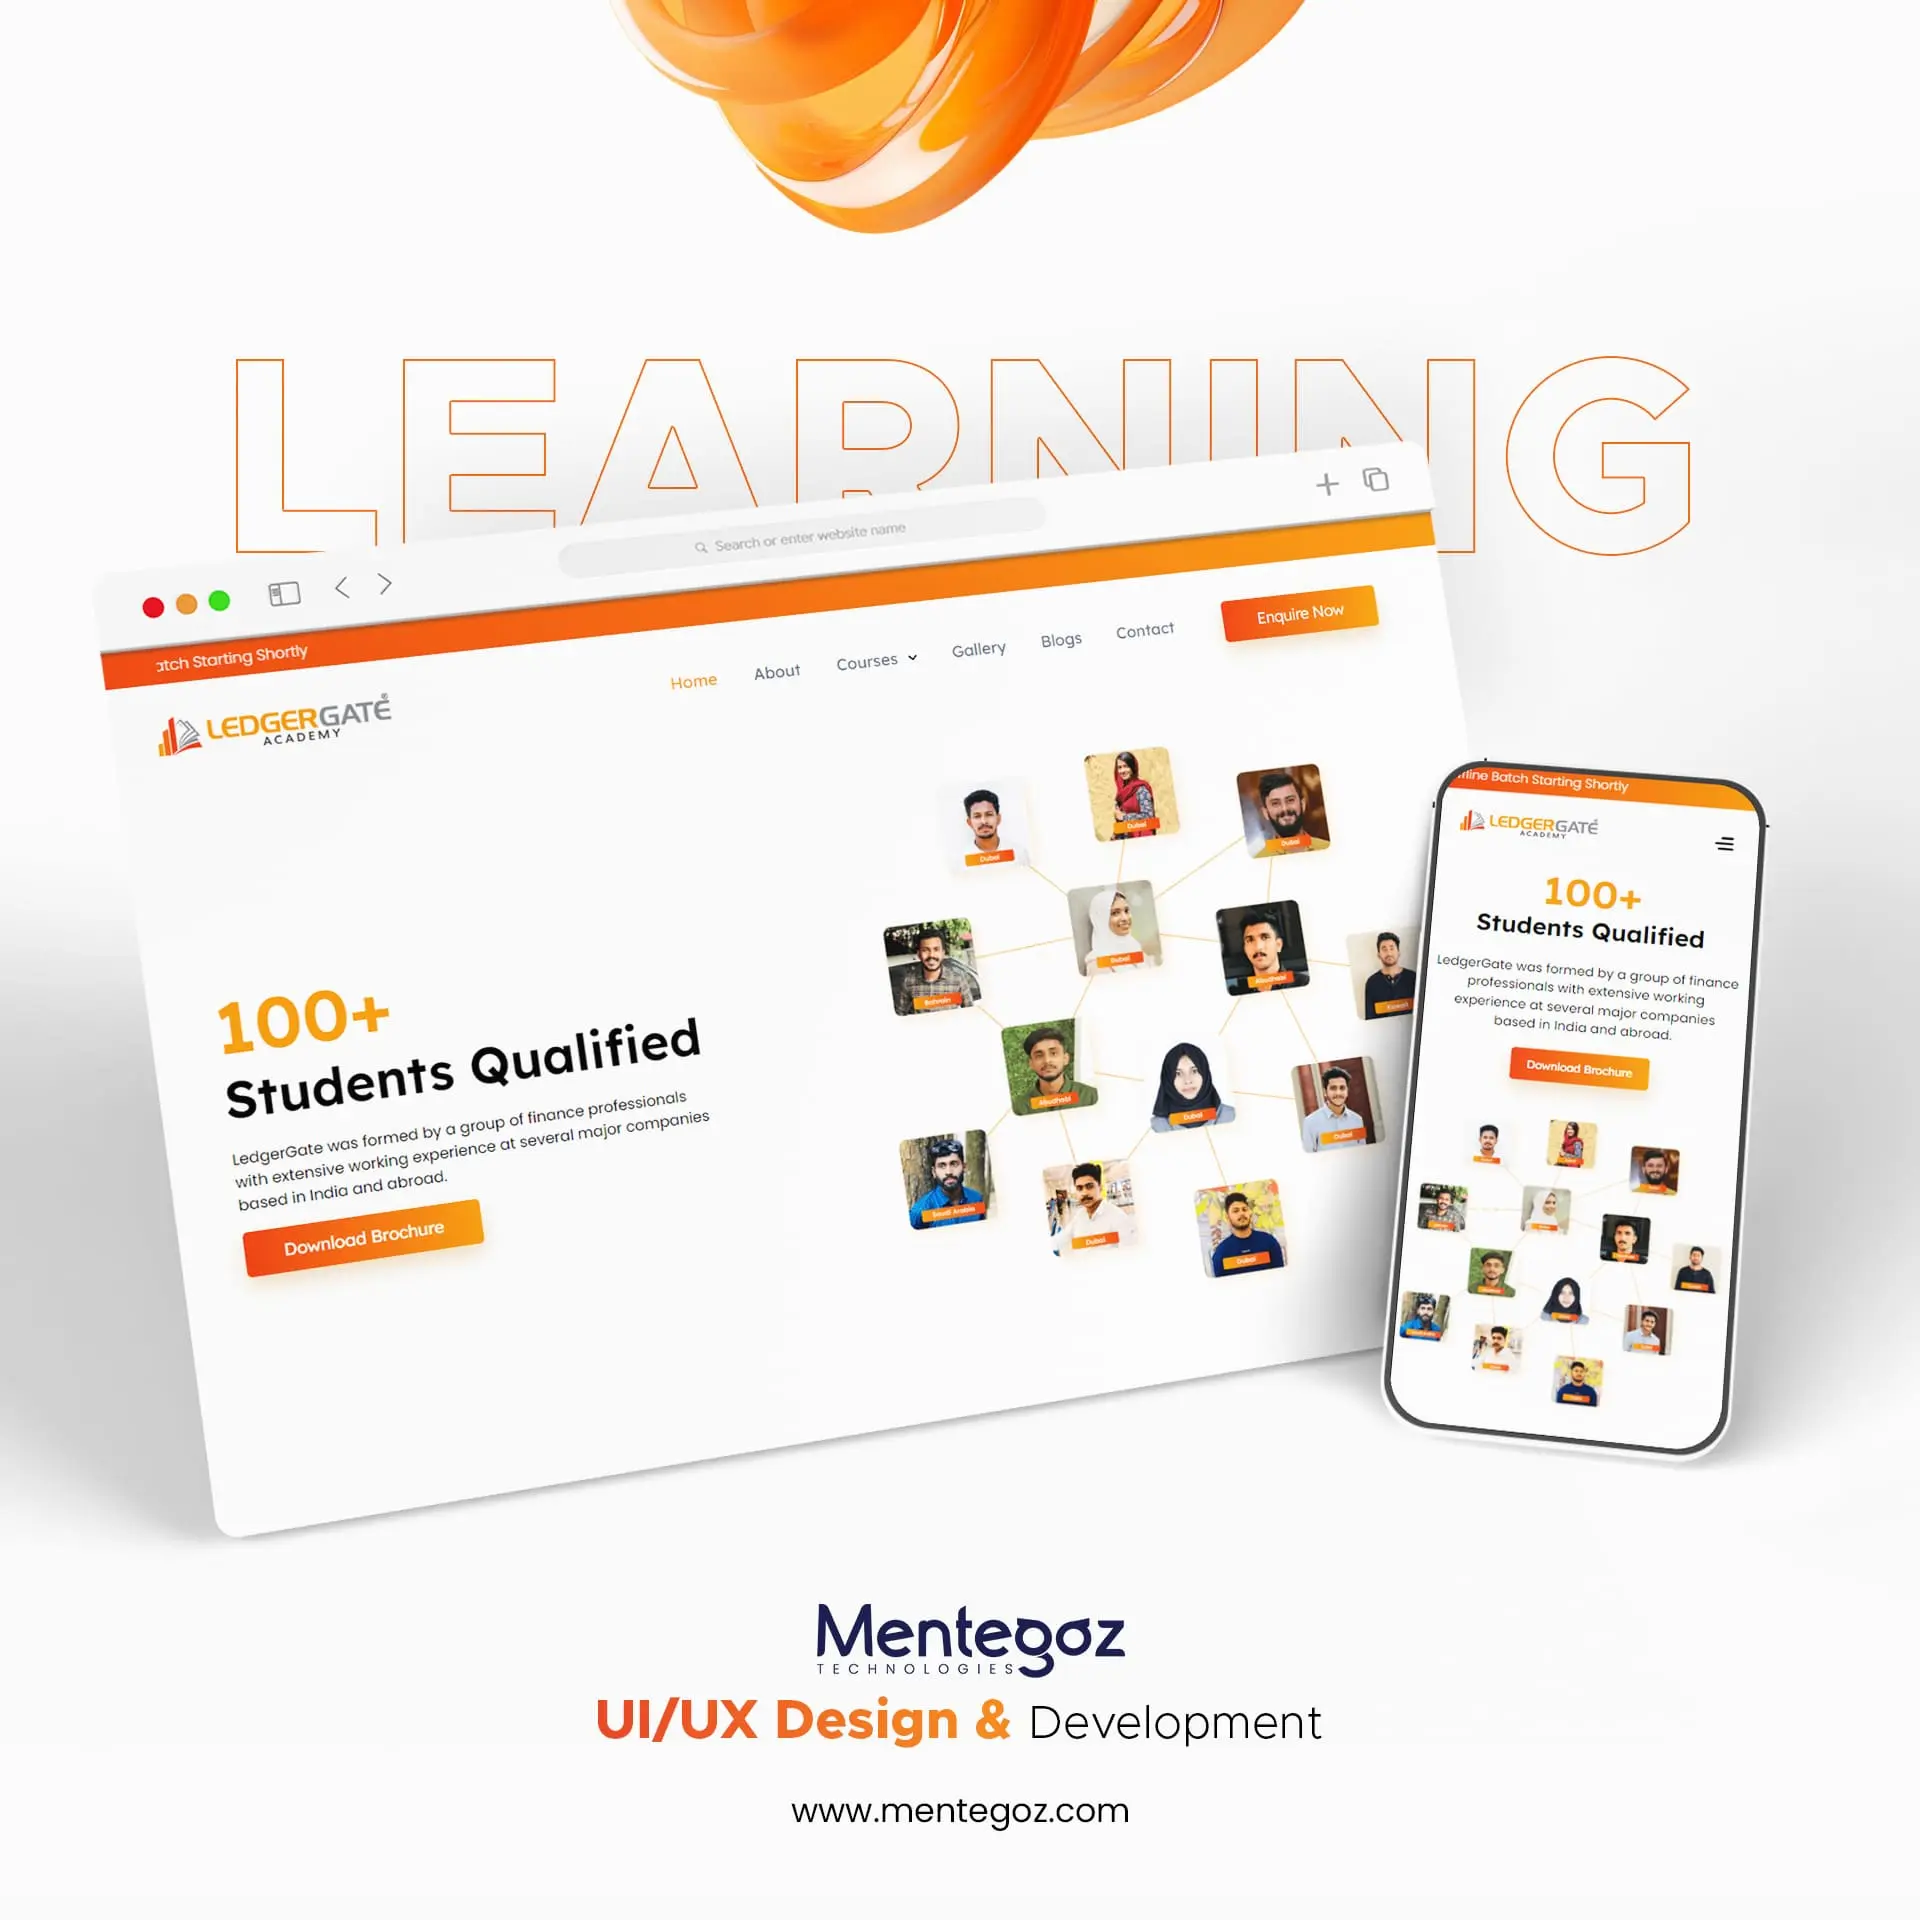 LEARNING
Search or enter website name
atch Starting Shortly
Home About Courses Gallery Blogs Contact Enquire Now
LEDGERGATE®
ACADEMY
100+
Students Qualified
LedgerGate was formed by a group of finance professionals
with extensive working experience at several major companies
based in India and abroad.
Download Brochure
Dubai
Dubai
Dubai
Bahrain
Dubai
Abudhabi
Kuwait
Abudhabi
Dubai
Dubai
Saudi Arabia
Dubai
Dubai
ffline Batch Starting Shortly
LEDGERGATE
ACADEMY
100+
Students Qualified
LedgerGate was formed by a group of finance
professionals with extensive working
experience at several major companies
based in India and abroad.
Download Brochure
Mentegoz
TECHNOLOGIES
UI/UX Design & Development
www.mentegoz.com